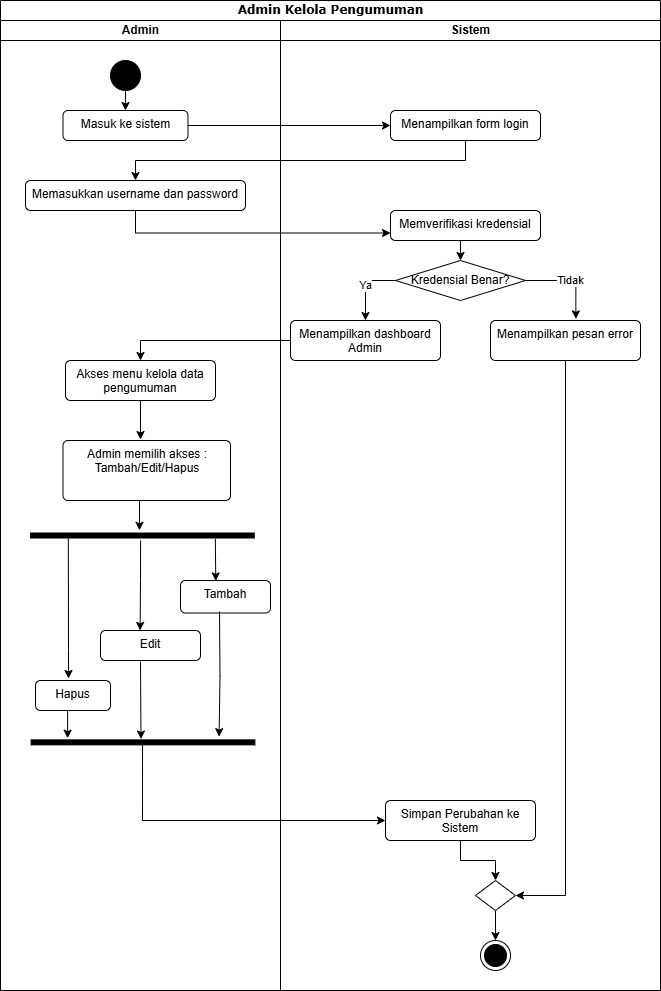 Admin Kelola Pengumuman
Admin
Sistem
Masuk ke sistem
Menampilkan form login
Memasukkan username dan password
Memverifikasi kredensial
Kredensial Benar?
Ya
Tidak
Menampilkan dashboard
Admin
Menampilkan pesan error
Akses menu kelola data
pengumuman
Admin memilih akses :
Tambah/Edit/Hapus
Tambah
Edit
Hapus
Simpan Perubahan ke
Sistem